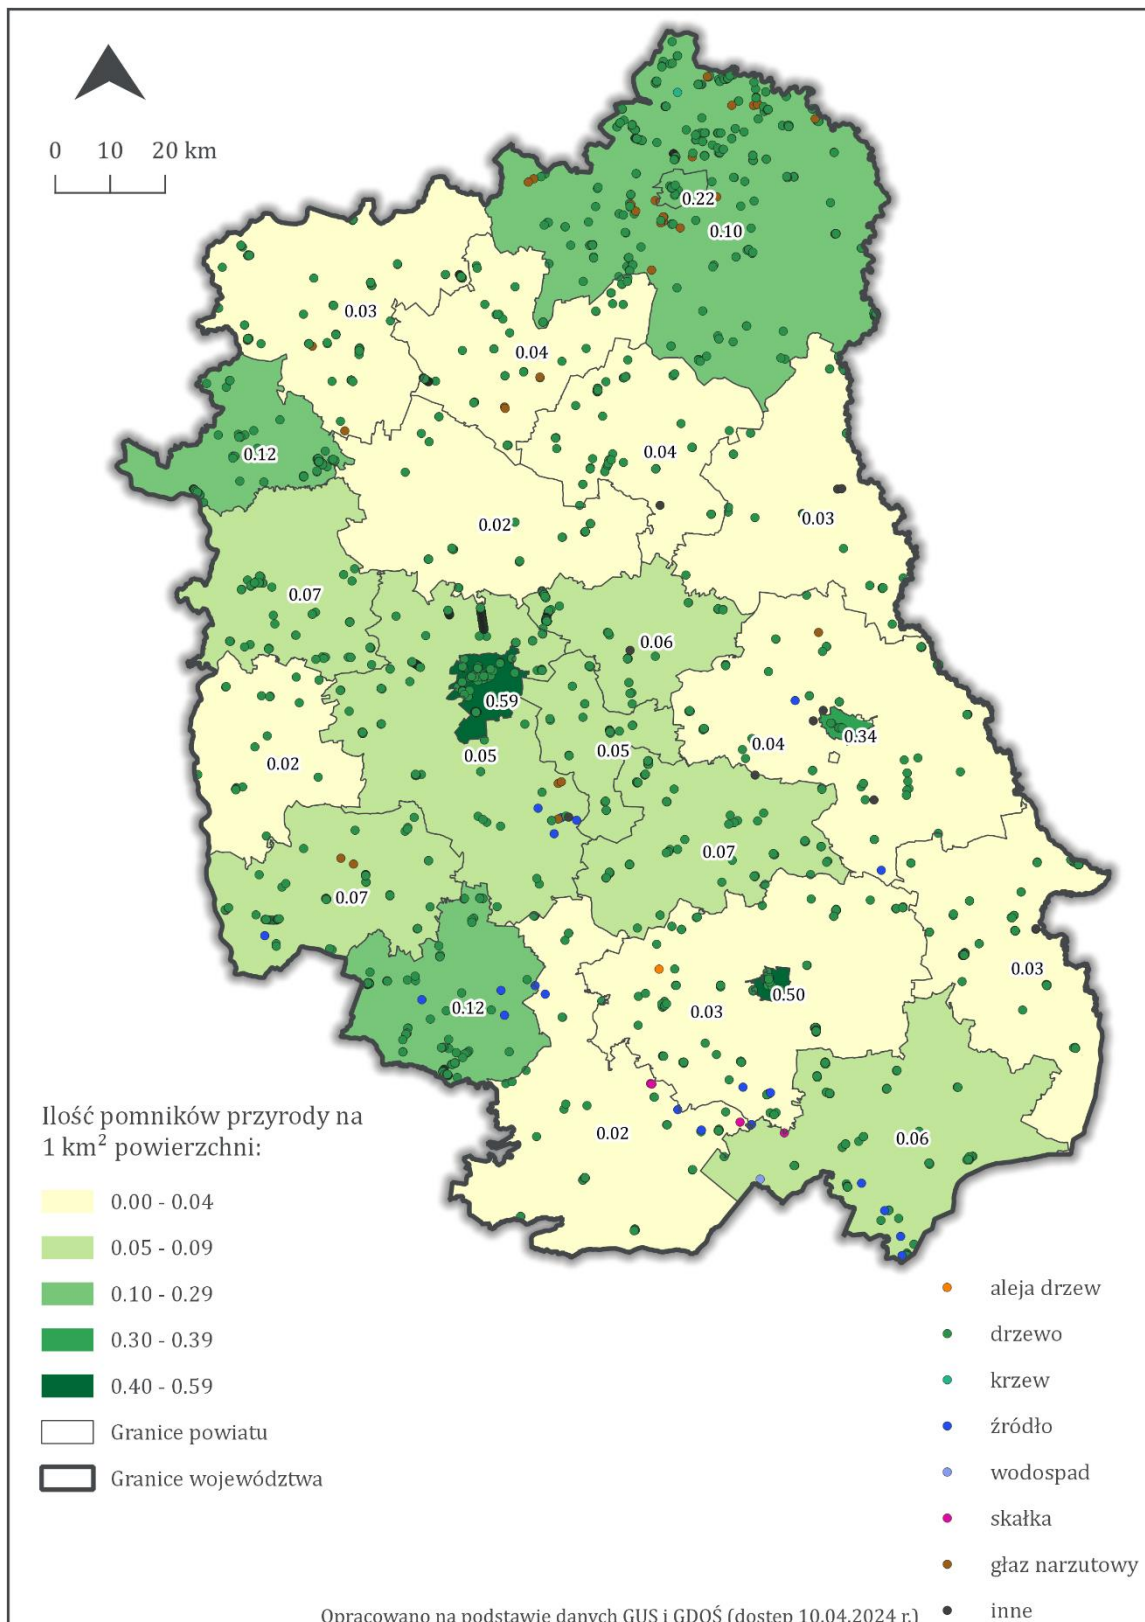 0 10 20 km
0.22
0.10
0.03
0.04
0.12
0.04
0.02
0.03
0.07
0.06
0.59
0.05
0.05
0.04
0.34
0.02
0.07
0.07
0.03
0.12
0.03
0.50
0.02
0.06
Ilość pomników przyrody na
1 km² powierzchni:
0.00 - 0.04
0.05 - 0.09
0.10 - 0.29
0.30 - 0.39
0.40 - 0.59
Granice powiatu
Granice województwa
aleja drzew
drzewo
krzew
źródło
wodospad
skałka
głaz narzutowy
inne
Opracowano na podstawie danych GUS i GDOŚ (dostęp 10.04.2024 r.)